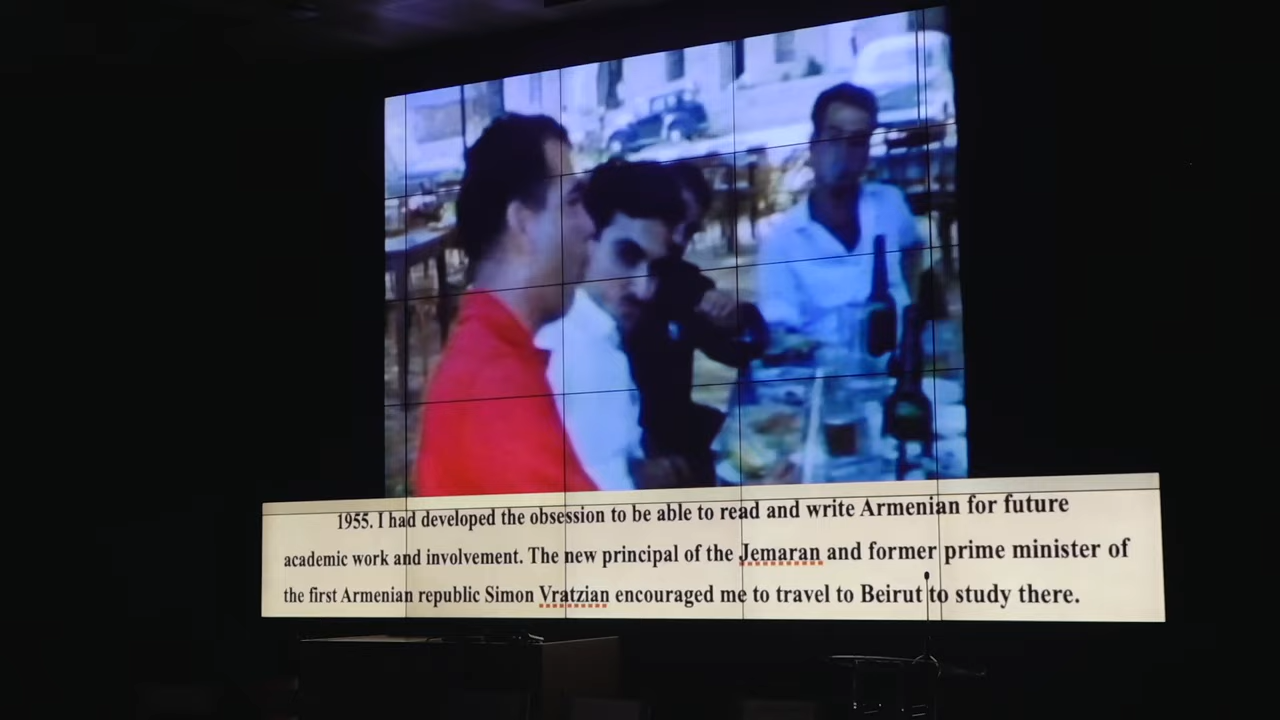 1955. I had developed the obsession to be able to read and write Armenian for future
academic work and involvement. The new principal of the Jemaran and former prime minister of
the first Armenian republic Simon Vratzian encouraged me to travel to Beirut to study there.